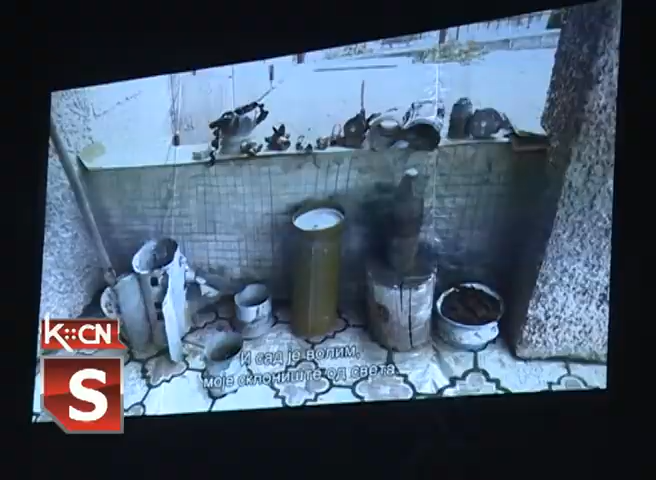 K::CN
S
И сад је волим,
моје склониште од света.